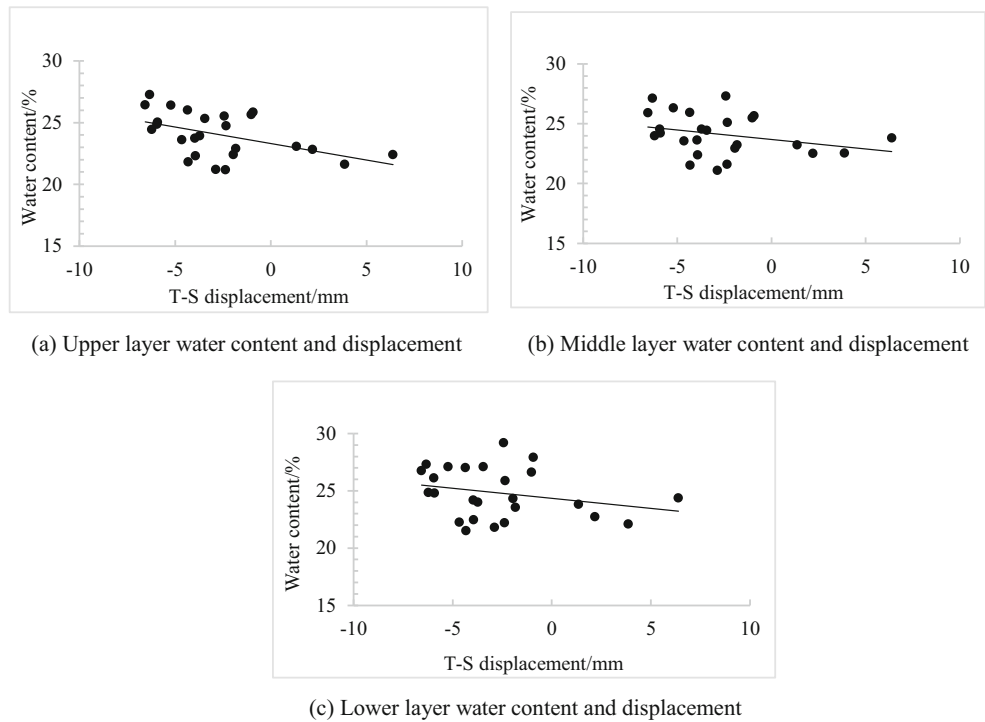 30
25
20
15
Water content/%
-10 -5 0 5 10
T-S displacement/mm
(a) Upper layer water content and displacement
30
25
20
15
Water content/%
-10 -5 0 5 10
T-S displacement/mm
(b) Middle layer water content and displacement
30
25
20
15
Water content/%
-10 -5 0 5 10
T-S displacement/mm
(c) Lower layer water content and displacement